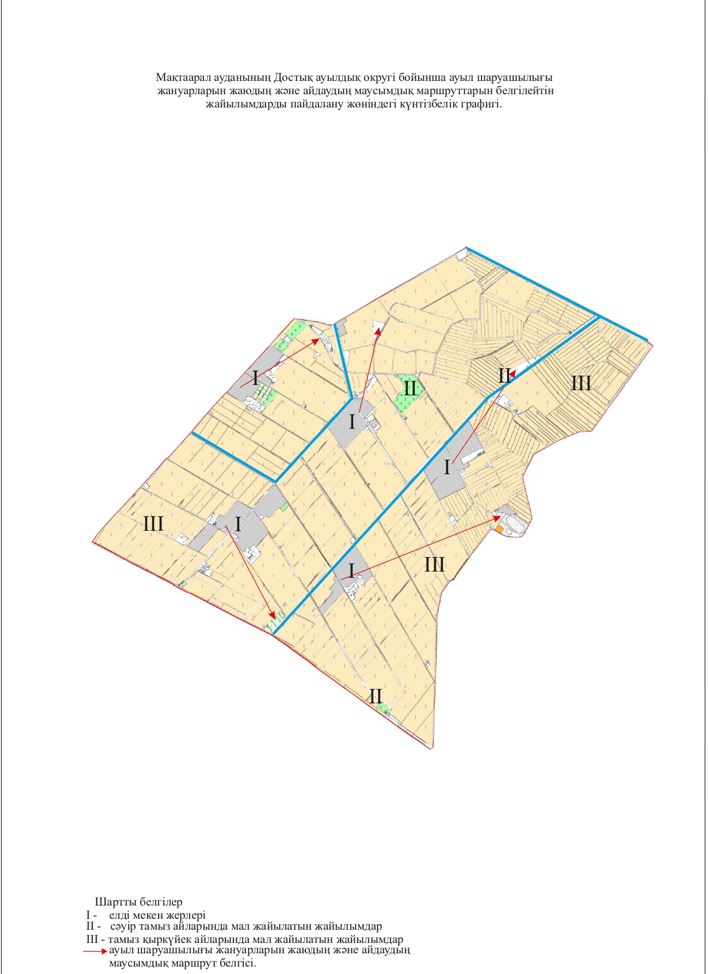 Мақтаарал ауданының Достық ауылдық округі бойынша ауыл шаруашылығы
жануарларын жаюдың және айдаудың маусымдық маршруттарын белгілейтін
жайылымдарды пайдалану жөніндегі күнтізбелік графигі.
I
II
I
II
III
I
III
I
I
III
II
Шартты белгілер
I - елді мекен жерлері
II - сәуір тамыз айларында мал жайылатын жайылымдар
III - тамыз қыркүйек айларында мал жайылатын жайылымдар
ауыл шаруашылығы жануарларын жаюдың және айдаудың
маусымдық маршрут белгісі.